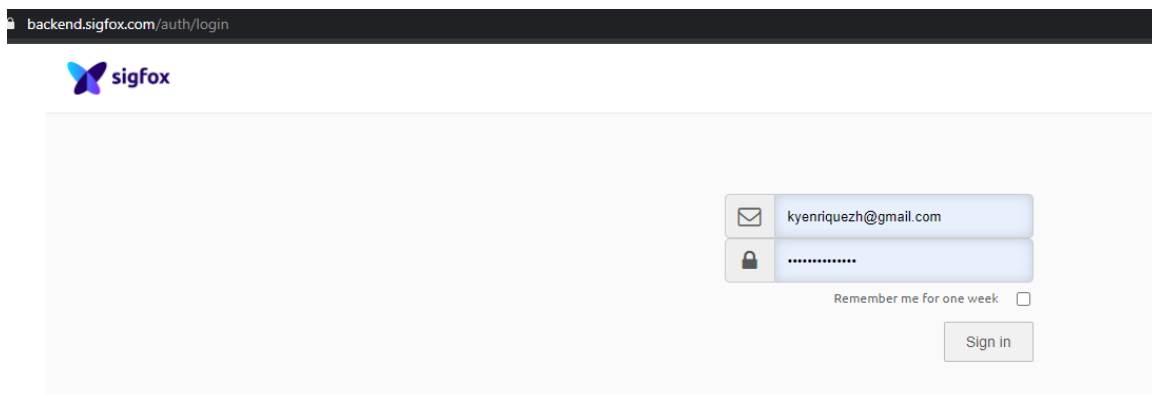 backend.sigfox.com/auth/login
sigfox
kyenriquezh@gmail.com
••••••••••••••
Remember me for one week
Sign in